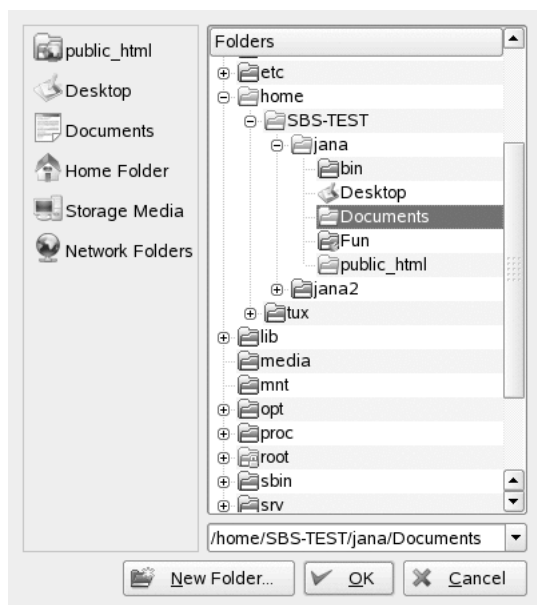 public_html
Desktop
Documents
Home Folder
Storage Media
Network Folders
Folders
etc
home
SBS-TEST
jana
bin
Desktop
Documents
Fun
public_html
jana2
tux
lib
media
mnt
opt
proc
root
sbin
srv
/home/SBS-TEST/jana/Documents
New Folder...
OK
Cancel